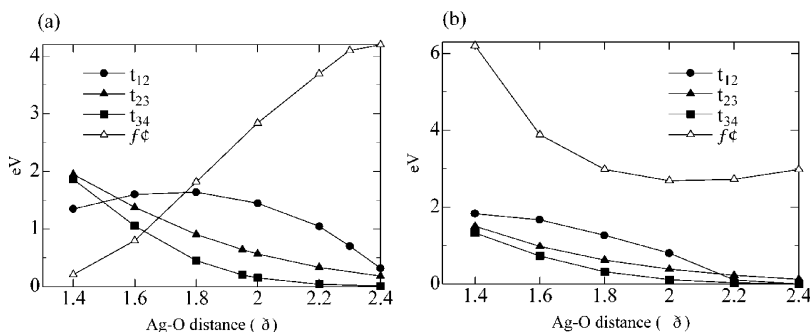 (a)
4
3
2
1
0
eV
t12
t23
t34
ƒ¢
1.4 1.6 1.8 2 2.2 2.4
Ag-O distance ( ð)
(b)
6
4
2
0
eV
t12
t23
t34
ƒ¢
1.4 1.6 1.8 2 2.2 2.4
Ag-O distance ( ð)